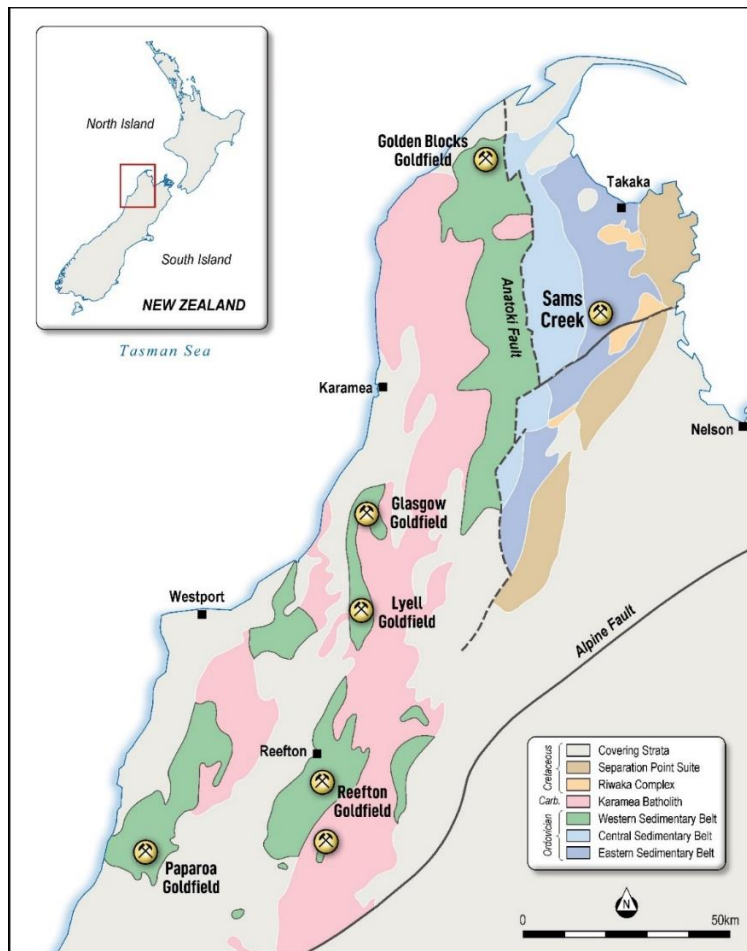 North Island
South Island
NEW ZEALAND
Tasman Sea
Golden Blocks
Goldfield
Takaka
Anatoki Fault
Sams
Creek
Karamea
Nelson
Glasgow
Goldfield
Westport
Lyell
Goldfield
Alpine Fault
Reefton
Reefton
Goldfield
Paparoa
Goldfield
Cretaceous
Covering Strata
Separation Point Suite
Riwaka Complex
Carb.
Karamea Batholith
Ordovician
Western Sedimentary Belt
Central Sedimentary Belt
Eastern Sedimentary Belt
N
0
50km